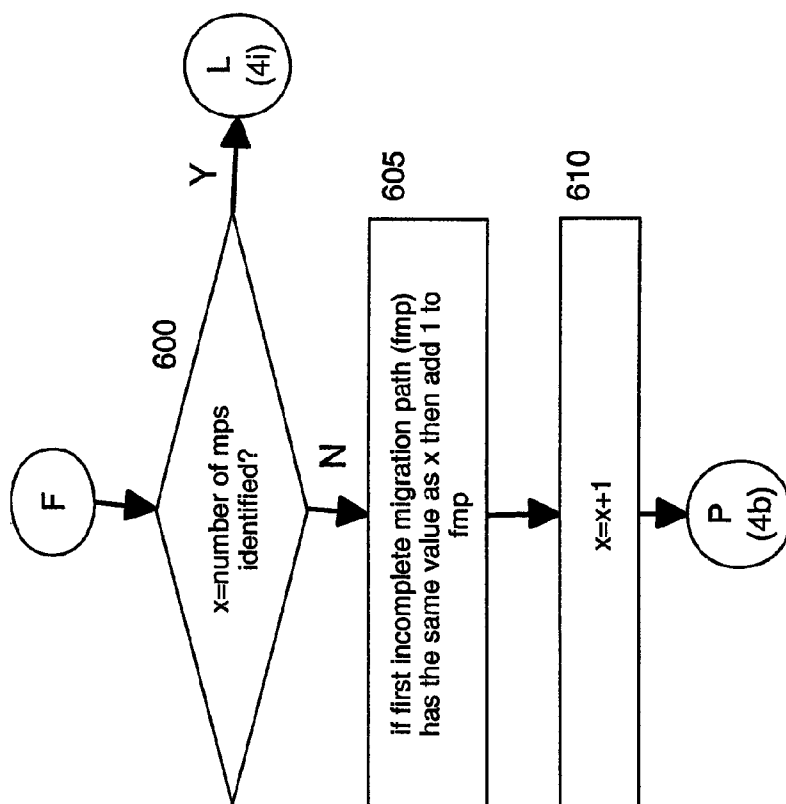 F
600
x=number of mps
identified?
Y
L
(4i)
N
605
if first incomplete migration path (fmp)
has the same value as x then add 1 to
fmp
610
x=x+1
P
(4b)